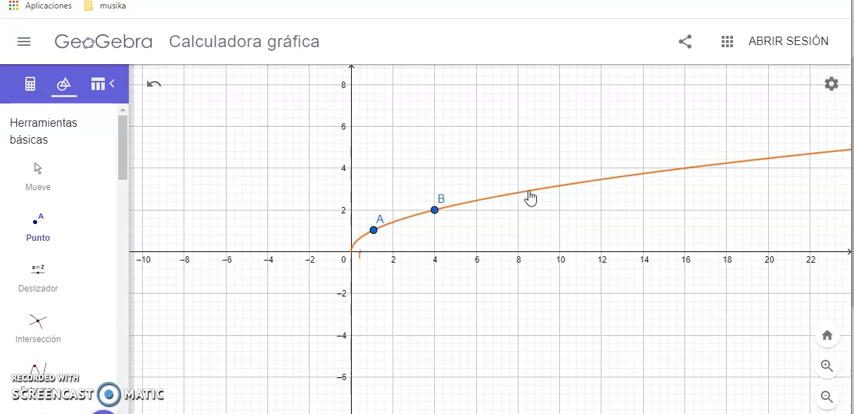 Aplicaciones musika
GeoGebra Calculadora gráfica ABRIR SESIÓN
Herramientas
básicas
Mueve
A
Punto
a=2
Deslizador
Intersección
RECORDED WITH
SCREENCAST MATIC
8
6
4
2
−2
−4
−6
−10 −8 −6 −4 −2 0 2 4 6 8 10 12 14 16 18 20 22
A
B
f